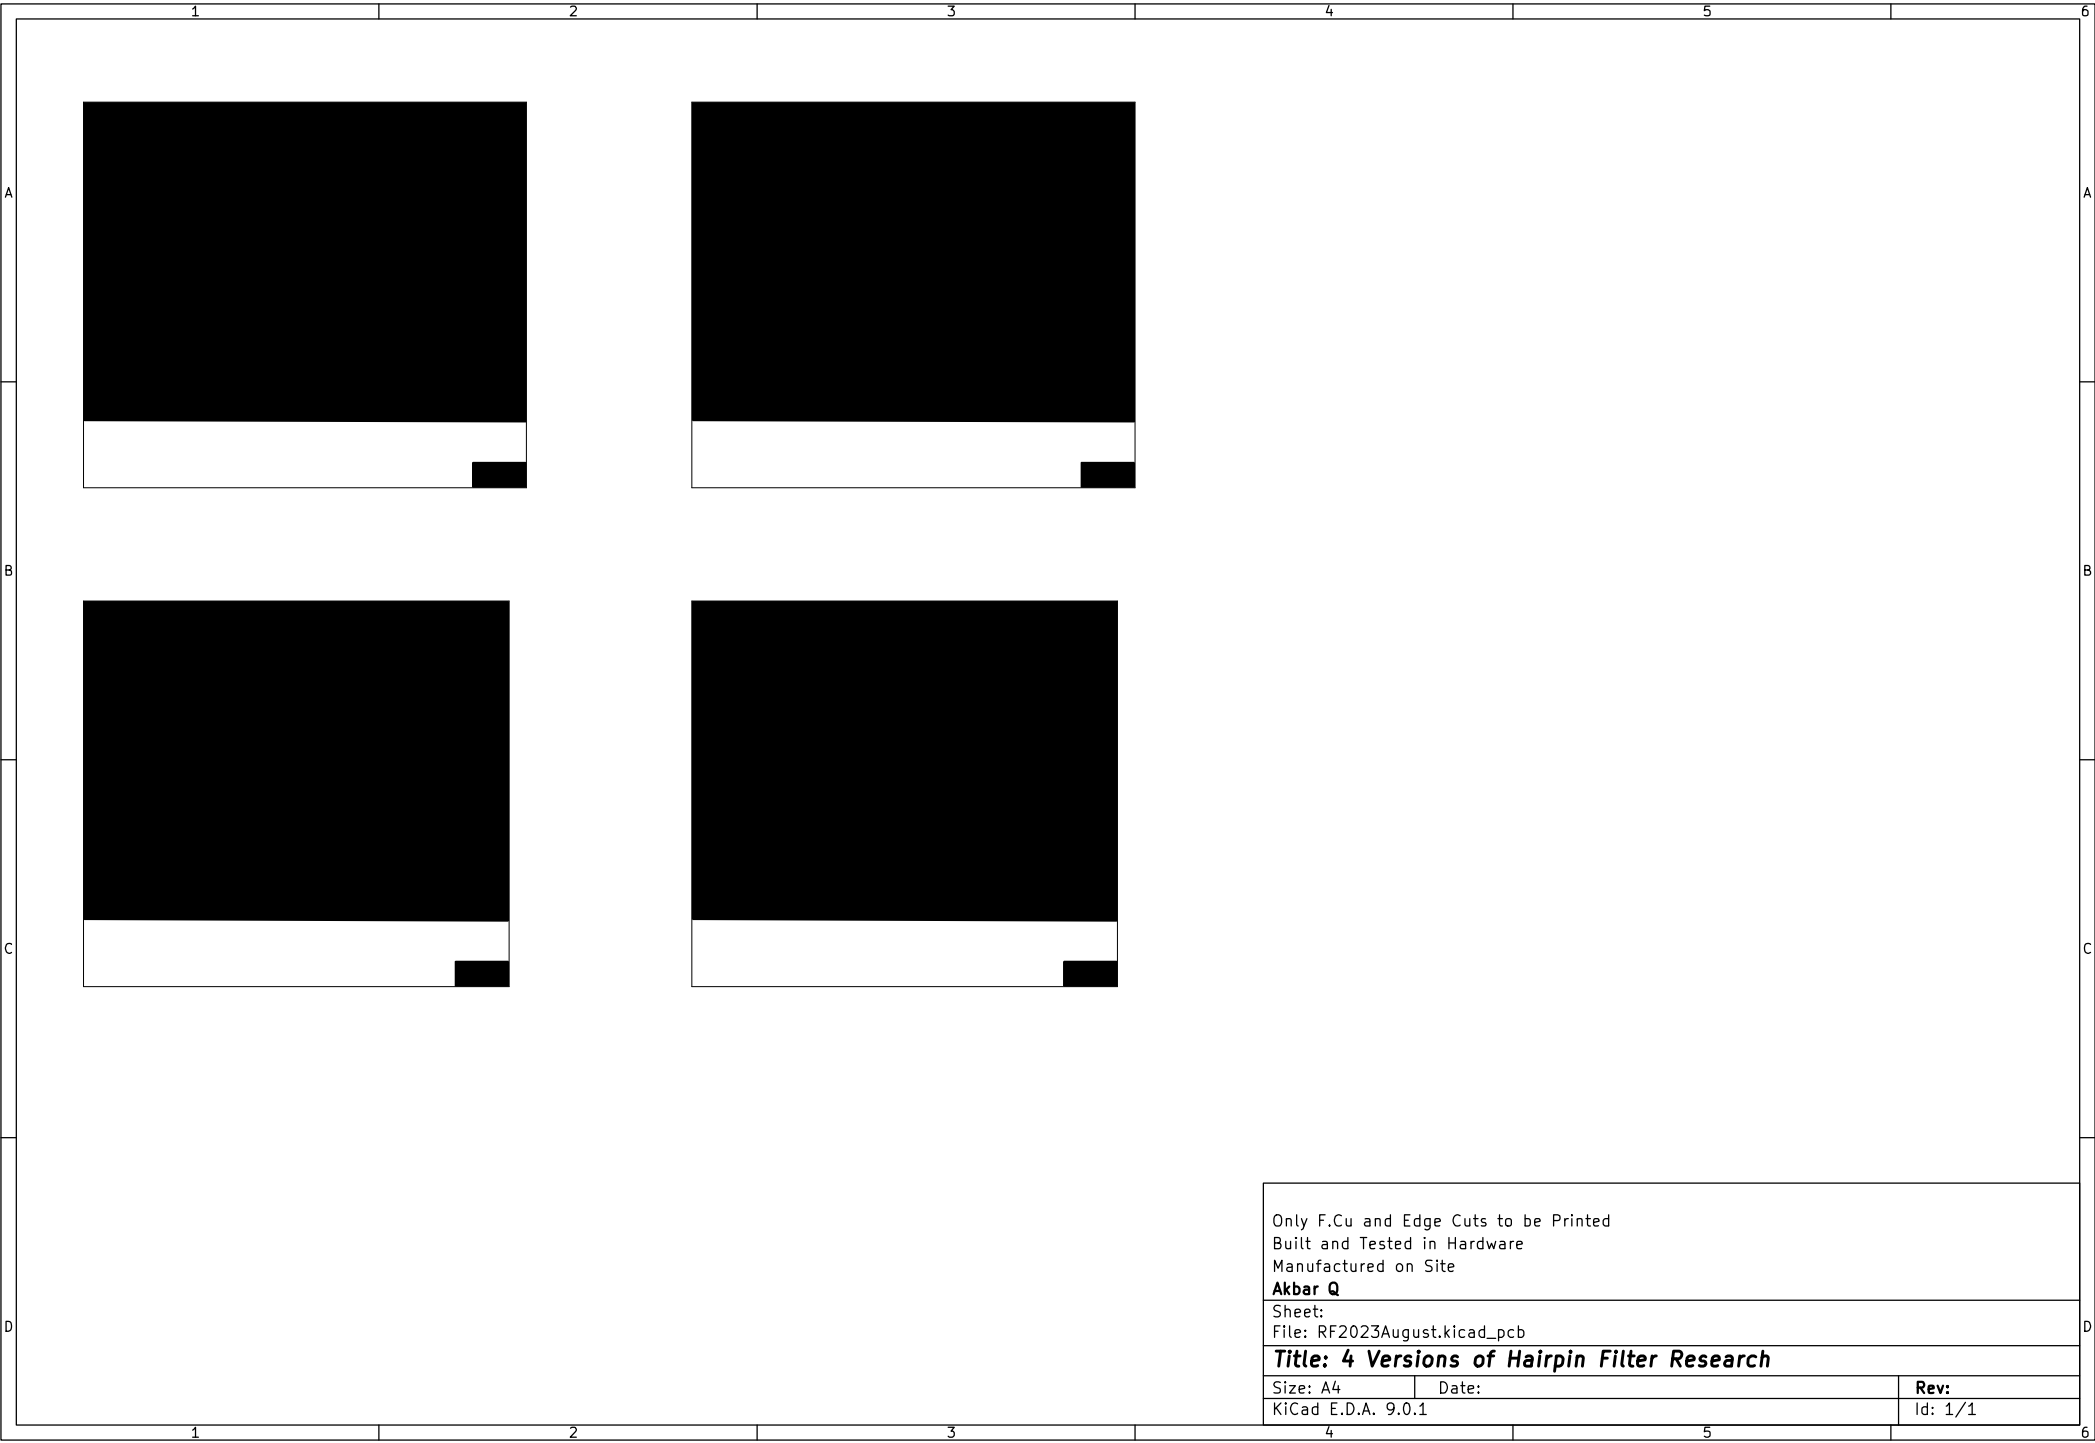 1 2 3 4 5 6
A A
B B
C C
D D
Only F.Cu and Edge Cuts to be Printed
Built and Tested in Hardware
Manufactured on Site
Akbar Q
Sheet:
File: RF2023August.kicad_pcb
Title: 4 Versions of Hairpin Filter Research
Size: A4 Date: Rev:
KiCad E.D.A. 9.0.1 Id: 1/1
1 2 3 4 5 6